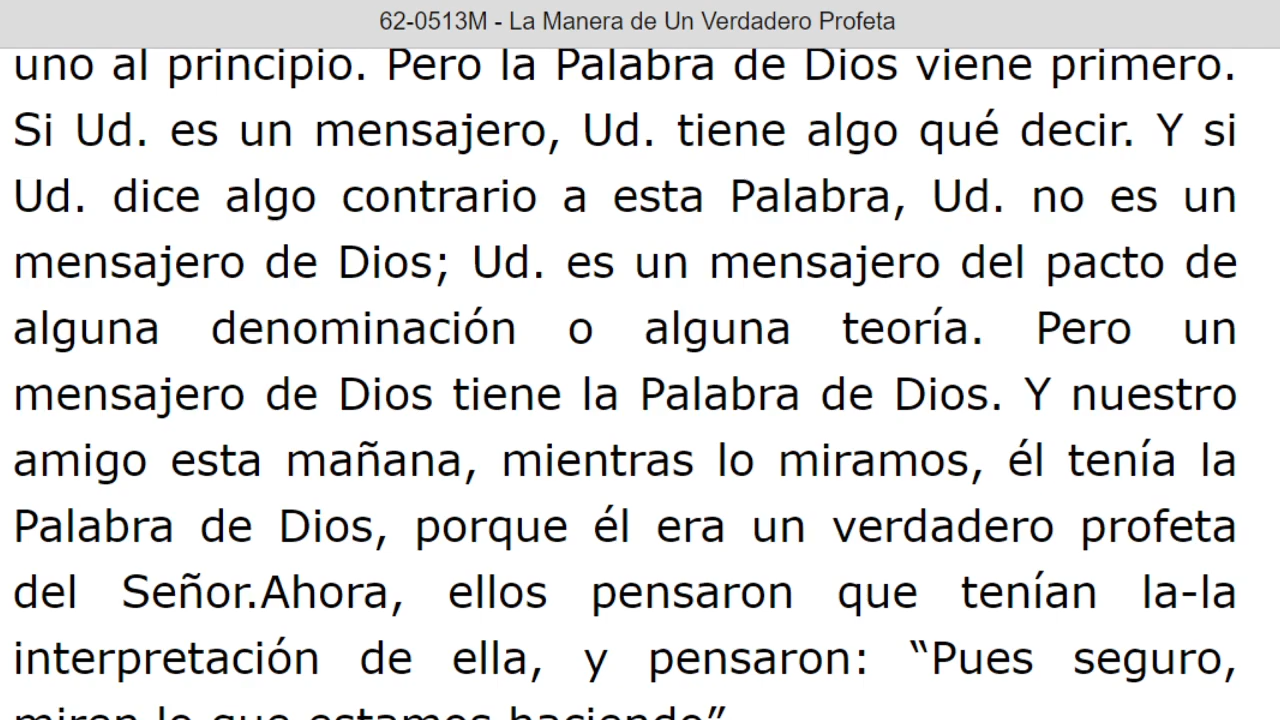 62-0513M - La Manera de Un Verdadero Profeta
uno al principio. Pero la Palabra de Dios viene primero.
Si Ud. es un mensajero, Ud. tiene algo qué decir. Y si
Ud. dice algo contrario a esta Palabra, Ud. no es un
mensajero de Dios; Ud. es un mensajero del pacto de
alguna denominación o alguna teoría. Pero un
mensajero de Dios tiene la Palabra de Dios. Y nuestro
amigo esta mañana, mientras lo miramos, él tenía la
Palabra de Dios, porque él era un verdadero profeta
del Señor.Ahora, ellos pensaron que tenían la-la
interpretación de ella, y pensaron: “Pues seguro,
miren lo que estamos haciendo”